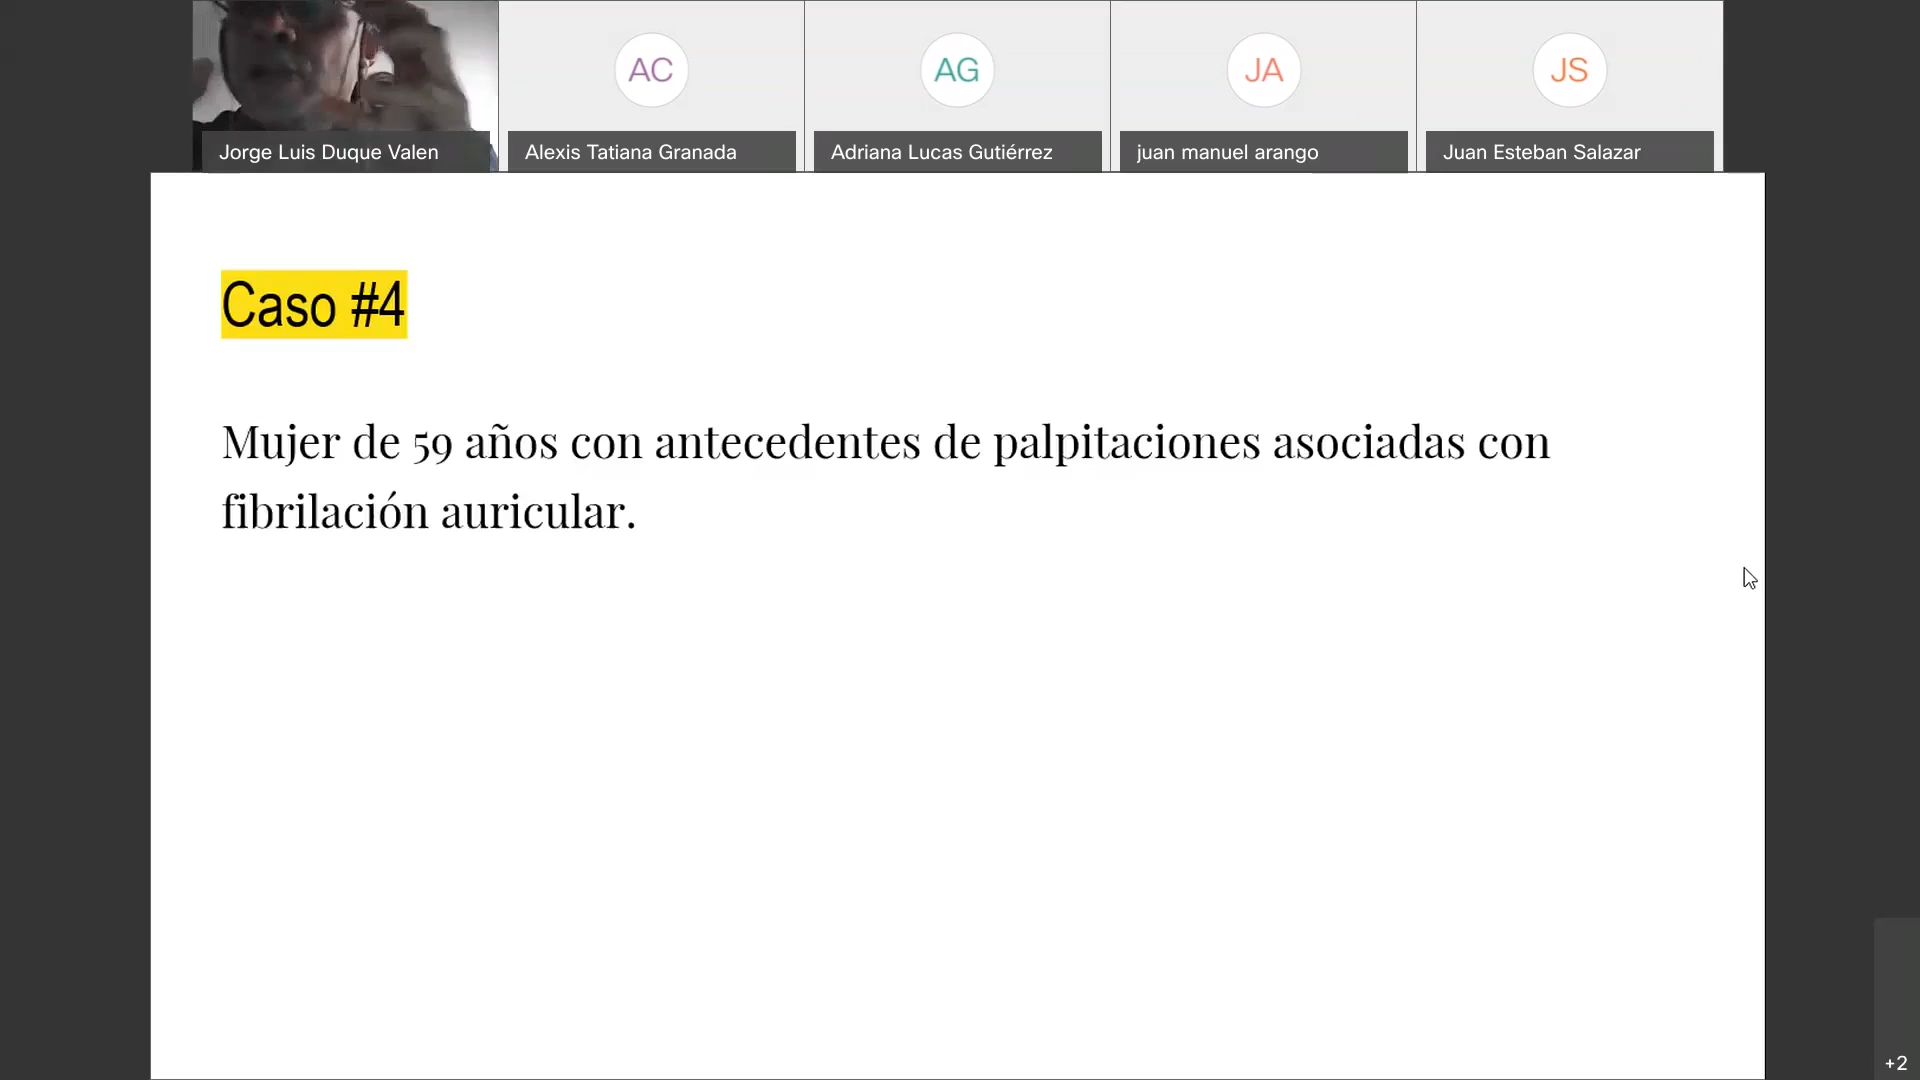 AC
AG
JA
JS
Jorge Luis Duque Valen
Alexis Tatiana Granada
Adriana Lucas Gutiérrez
juan manuel arango
Juan Esteban Salazar
Caso #4
Mujer de 59 años con antecedentes de palpitaciones asociadas con
fibrilación auricular.
+2